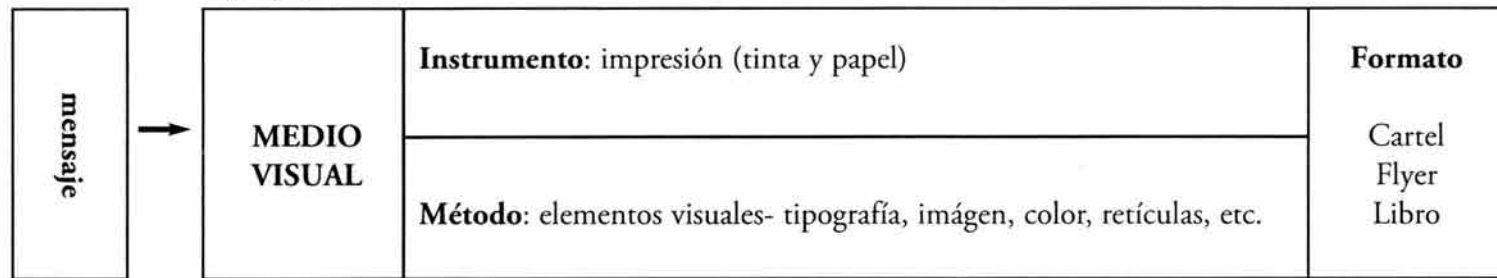 mensaje
MEDIO
VISUAL
Instrumento: impresión (tinta y papel)
Método: elementos visuales- tipografía, imágen, color, retículas, etc.
Formato
Cartel
Flyer
Libro